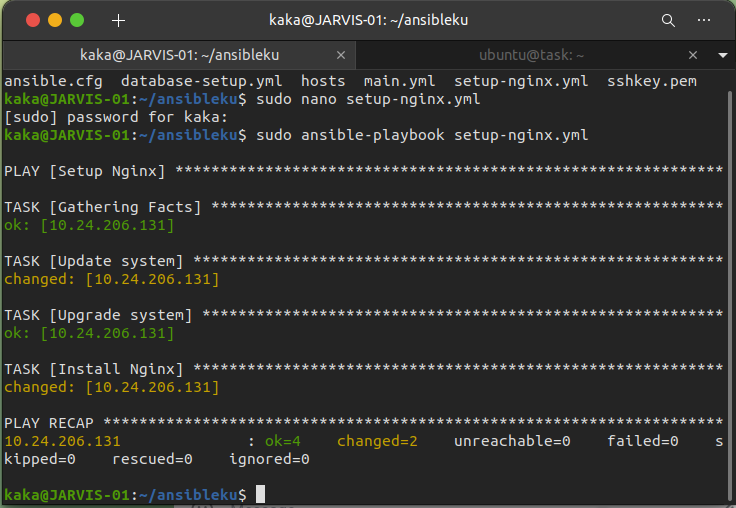 kaka@JARVIS-01: ~/ansibleku
kaka@JARVIS-01: ~/ansibleku × ubuntu@task: ~ ×
ansible.cfg  database-setup.yml  hosts  main.yml  setup-nginx.yml  sshkey.pem
kaka@JARVIS-01:~/ansibleku$ sudo nano setup-nginx.yml
[sudo] password for kaka:
kaka@JARVIS-01:~/ansibleku$ sudo ansible-playbook setup-nginx.yml
PLAY [Setup Nginx] *************************************************************
TASK [Gathering Facts] *********************************************************
ok: [10.24.206.131]
TASK [Update system] ***********************************************************
changed: [10.24.206.131]
TASK [Upgrade system] **********************************************************
ok: [10.24.206.131]
TASK [Install Nginx] ***********************************************************
changed: [10.24.206.131]
PLAY RECAP *********************************************************************
10.24.206.131              : ok=4    changed=2    unreachable=0    failed=0    s
kipped=0    rescued=0    ignored=0
kaka@JARVIS-01:~/ansibleku$